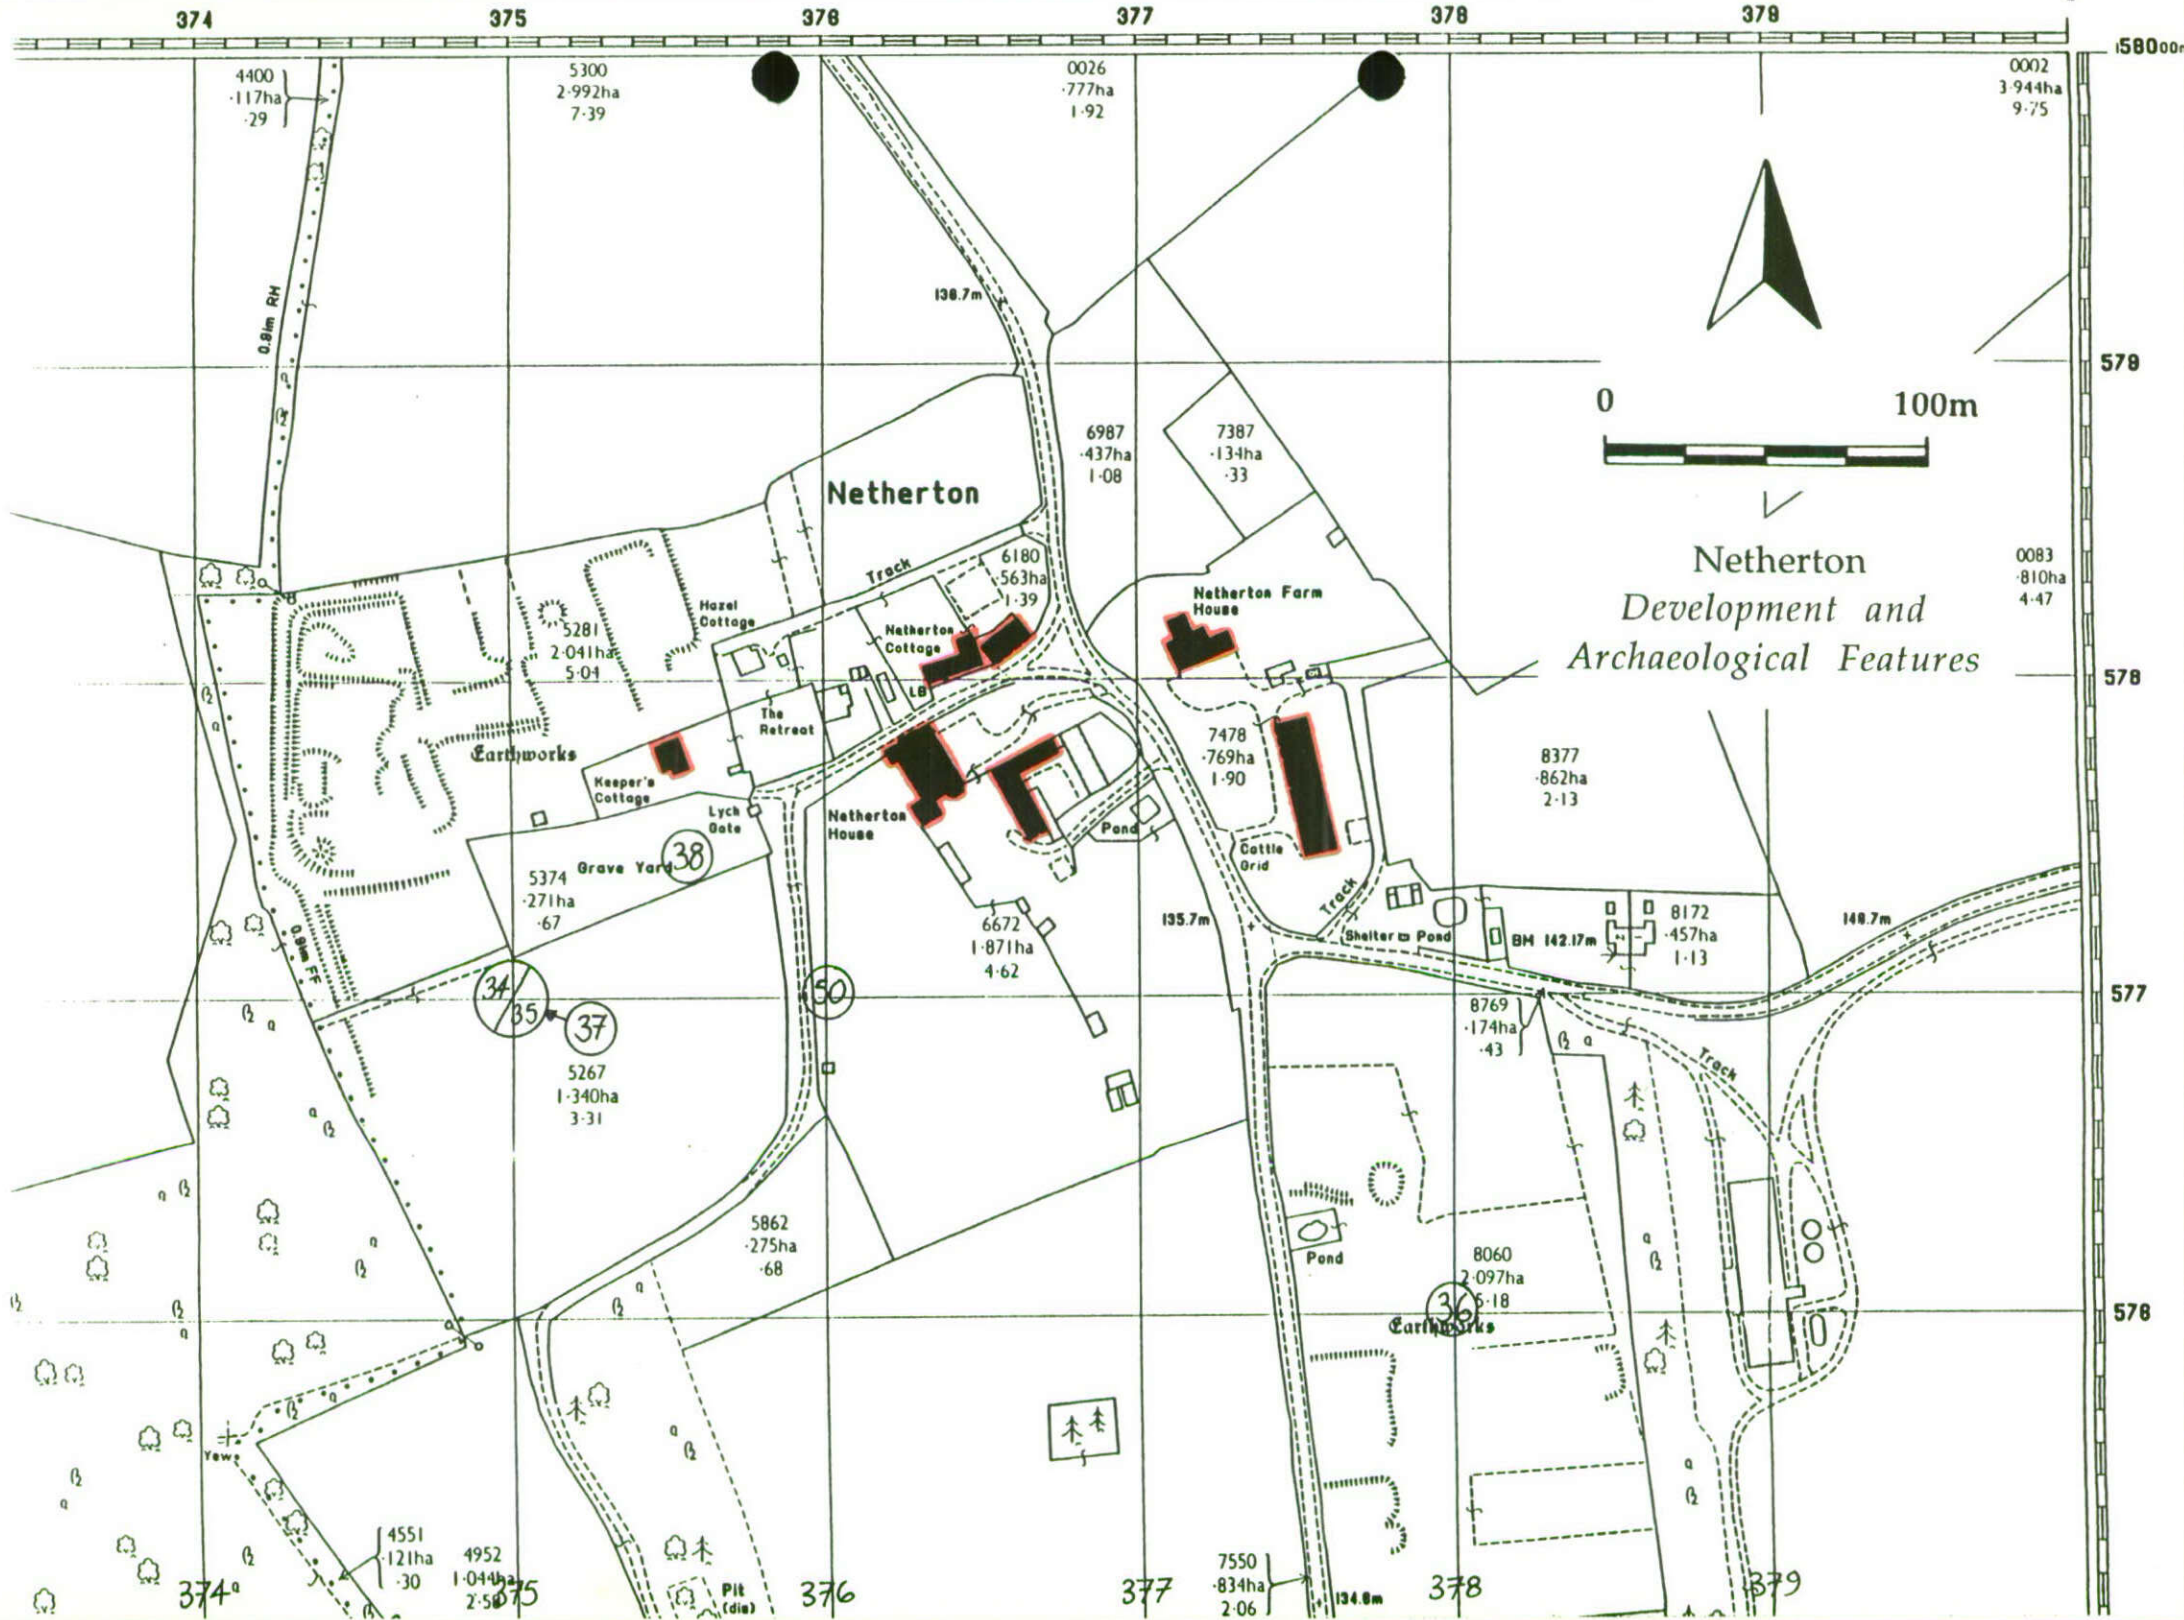 374 375 376 377 378 379
58000m
4400
·117ha
·29
5300
2·992ha
7·39
0026
·777ha
1·92
0002
3·944ha
9·75
0.91m RH
138.7m
579
0 100m
6987
·437ha
1·08
7387
·134ha
·33
Netherton
Netherton
Development and
Archaeological Features
0083
·810ha
4·47
Track
6180
·563ha
1·39
Netherton Farm
House
Hazel
Cottage
Netherton
Cottage
5281
2·041ha
5·04
LB
578
The
Retreat
Earthworks
Keeper's
Cottage
7478
·769ha
1·90
8377
·862ha
2·13
Lych
Gate
Netherton
House
Pond
Cattle
Grid
38
Grave Yard
5374
·271ha
·67
Track
6672
1·871ha
4·62
135.7m
Shelter
Pond
BM 142.17m
8172
·457ha
1·13
148.7m
0.9m FF
34
35
37
50
577
8769
·174ha
·43
5267
1·340ha
3·31
Track
5862
·275ha
·68
Pond
8060
2·097ha
5·18
36
Earthworks
576
Yew
4551
·121ha
·30
4952
1·044ha
Pit
(dis)
7550
·834ha
2·06
134.8m
374 375 376 377 378 379